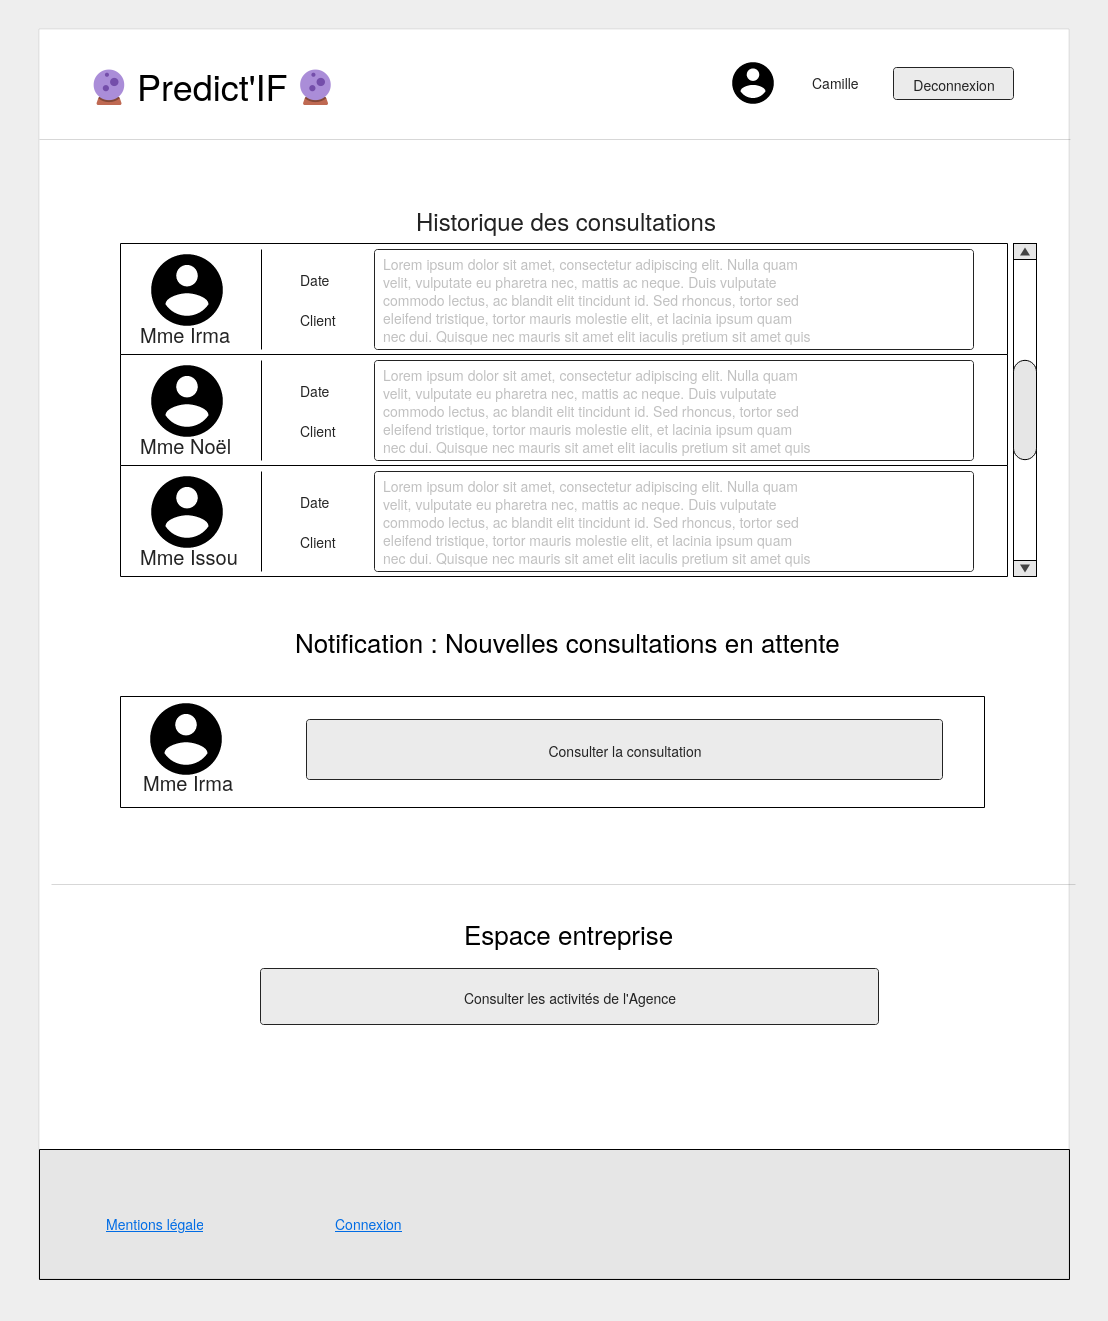 Predict'IF
Camille
Deconnexion
Historique des consultations
Mme Irma
Date
Client
Lorem ipsum dolor sit amet, consectetur adipiscing elit. Nulla quam
velit, vulputate eu pharetra nec, mattis ac neque. Duis vulputate
commodo lectus, ac blandit elit tincidunt id. Sed rhoncus, tortor sed
eleifend tristique, tortor mauris molestie elit, et lacinia ipsum quam
nec dui. Quisque nec mauris sit amet elit iaculis pretium sit amet quis
Mme Noël
Date
Client
Lorem ipsum dolor sit amet, consectetur adipiscing elit. Nulla quam
velit, vulputate eu pharetra nec, mattis ac neque. Duis vulputate
commodo lectus, ac blandit elit tincidunt id. Sed rhoncus, tortor sed
eleifend tristique, tortor mauris molestie elit, et lacinia ipsum quam
nec dui. Quisque nec mauris sit amet elit iaculis pretium sit amet quis
Mme Issou
Date
Client
Lorem ipsum dolor sit amet, consectetur adipiscing elit. Nulla quam
velit, vulputate eu pharetra nec, mattis ac neque. Duis vulputate
commodo lectus, ac blandit elit tincidunt id. Sed rhoncus, tortor sed
eleifend tristique, tortor mauris molestie elit, et lacinia ipsum quam
nec dui. Quisque nec mauris sit amet elit iaculis pretium sit amet quis
Notification : Nouvelles consultations en attente
Mme Irma
Consulter la consultation
Espace entreprise
Consulter les activités de l'Agence
Mentions légale
Connexion